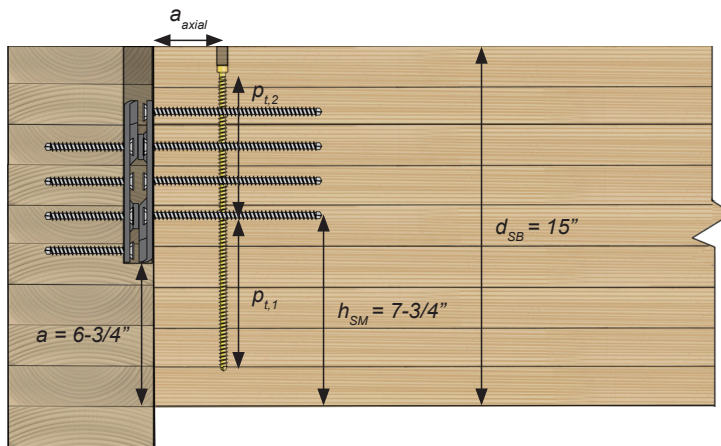 a_axial
p_t,2
d_SB = 15”
p_t,1
h_SM = 7-3/4”
a = 6-3/4”